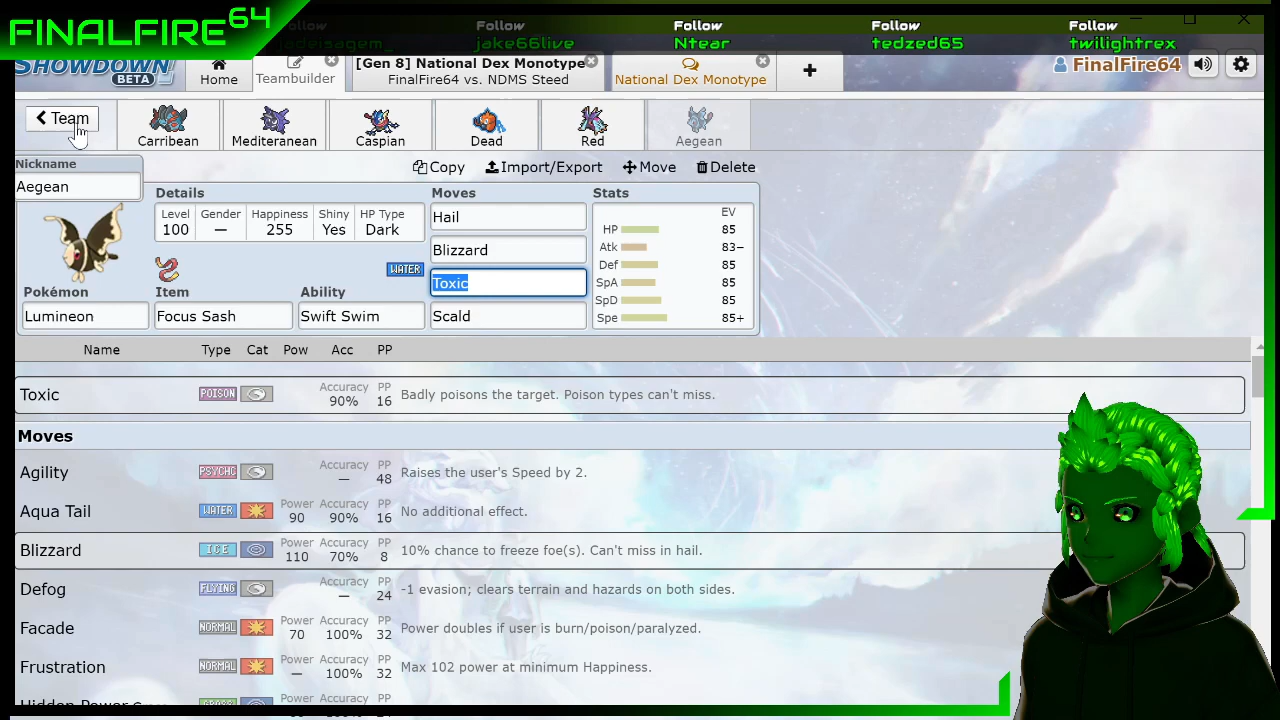 FINALFIRE64
Follow
Follow
jake66live
Follow
Ntear
Follow
tedzed65
Follow
twilightrex
SHOWDOWN
BETA
Home
Teambuilder
[Gen 8] National Dex Monotype
FinalFire64 vs. NDMS Steed
National Dex Monotype
FinalFire64
Team
Carribean
Mediteranean
Caspian
Dead
Red
Aegean
Copy
Import/Export
Move
Delete
Nickname
Aegean
Details
Level Gender Happiness Shiny HP Type
100 — 255 Yes Dark
WATER
Pokémon
Lumineon
Item
Focus Sash
Ability
Swift Swim
Moves
Hail
Blizzard
Toxic
Scald
Stats
EV
HP 85
Atk 83−
Def 85
SpA 85
SpD 85
Spe 85+
Name Type Cat Pow Acc PP
Toxic POISON Accuracy 90% PP 16 Badly poisons the target. Poison types can't miss.
Moves
Agility PSYCHC Accuracy — PP 48 Raises the user's Speed by 2.
Aqua Tail WATER Power 90 Accuracy 90% PP 16 No additional effect.
Blizzard ICE Power 110 Accuracy 70% PP 8 10% chance to freeze foe(s). Can't miss in hail.
Defog FLYING Accuracy — PP 24 -1 evasion; clears terrain and hazards on both sides.
Facade NORMAL Power 70 Accuracy 100% PP 32 Power doubles if user is burn/poison/paralyzed.
Frustration NORMAL Power — Accuracy 100% PP 32 Max 102 power at minimum Happiness.
Hidden Power Power Accuracy PP